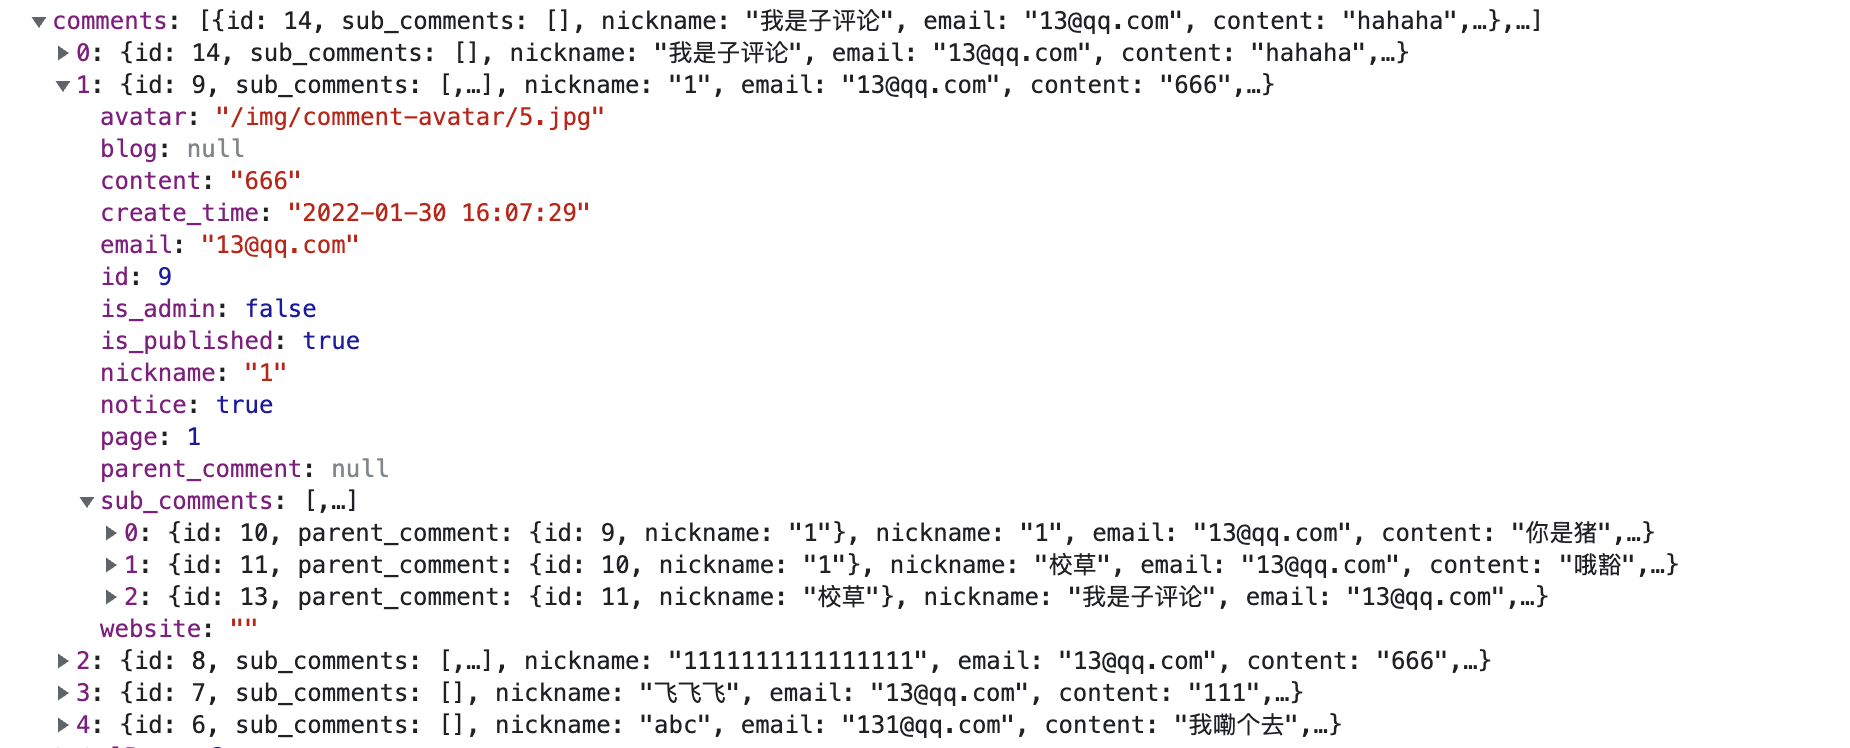 ▼comments: [{id: 14, sub_comments: [], nickname: "我是子评论", email: "13@qq.com", content: "hahaha",…},…]
▶0: {id: 14, sub_comments: [], nickname: "我是子评论", email: "13@qq.com", content: "hahaha",…}
▼1: {id: 9, sub_comments: [,…], nickname: "1", email: "13@qq.com", content: "666",…}
avatar: "/img/comment-avatar/5.jpg"
blog: null
content: "666"
create_time: "2022-01-30 16:07:29"
email: "13@qq.com"
id: 9
is_admin: false
is_published: true
nickname: "1"
notice: true
page: 1
parent_comment: null
▼sub_comments: [,…]
▶0: {id: 10, parent_comment: {id: 9, nickname: "1"}, nickname: "1", email: "13@qq.com", content: "你是猪",…}
▶1: {id: 11, parent_comment: {id: 10, nickname: "1"}, nickname: "校草", email: "13@qq.com", content: "哦豁",…}
▶2: {id: 13, parent_comment: {id: 11, nickname: "校草"}, nickname: "我是子评论", email: "13@qq.com",…}
website: ""
▶2: {id: 8, sub_comments: [,…], nickname: "1111111111111111", email: "13@qq.com", content: "666",…}
▶3: {id: 7, sub_comments: [], nickname: "飞飞飞", email: "13@qq.com", content: "111",…}
▶4: {id: 6, sub_comments: [], nickname: "abc", email: "131@qq.com", content: "我嘞个去",…}